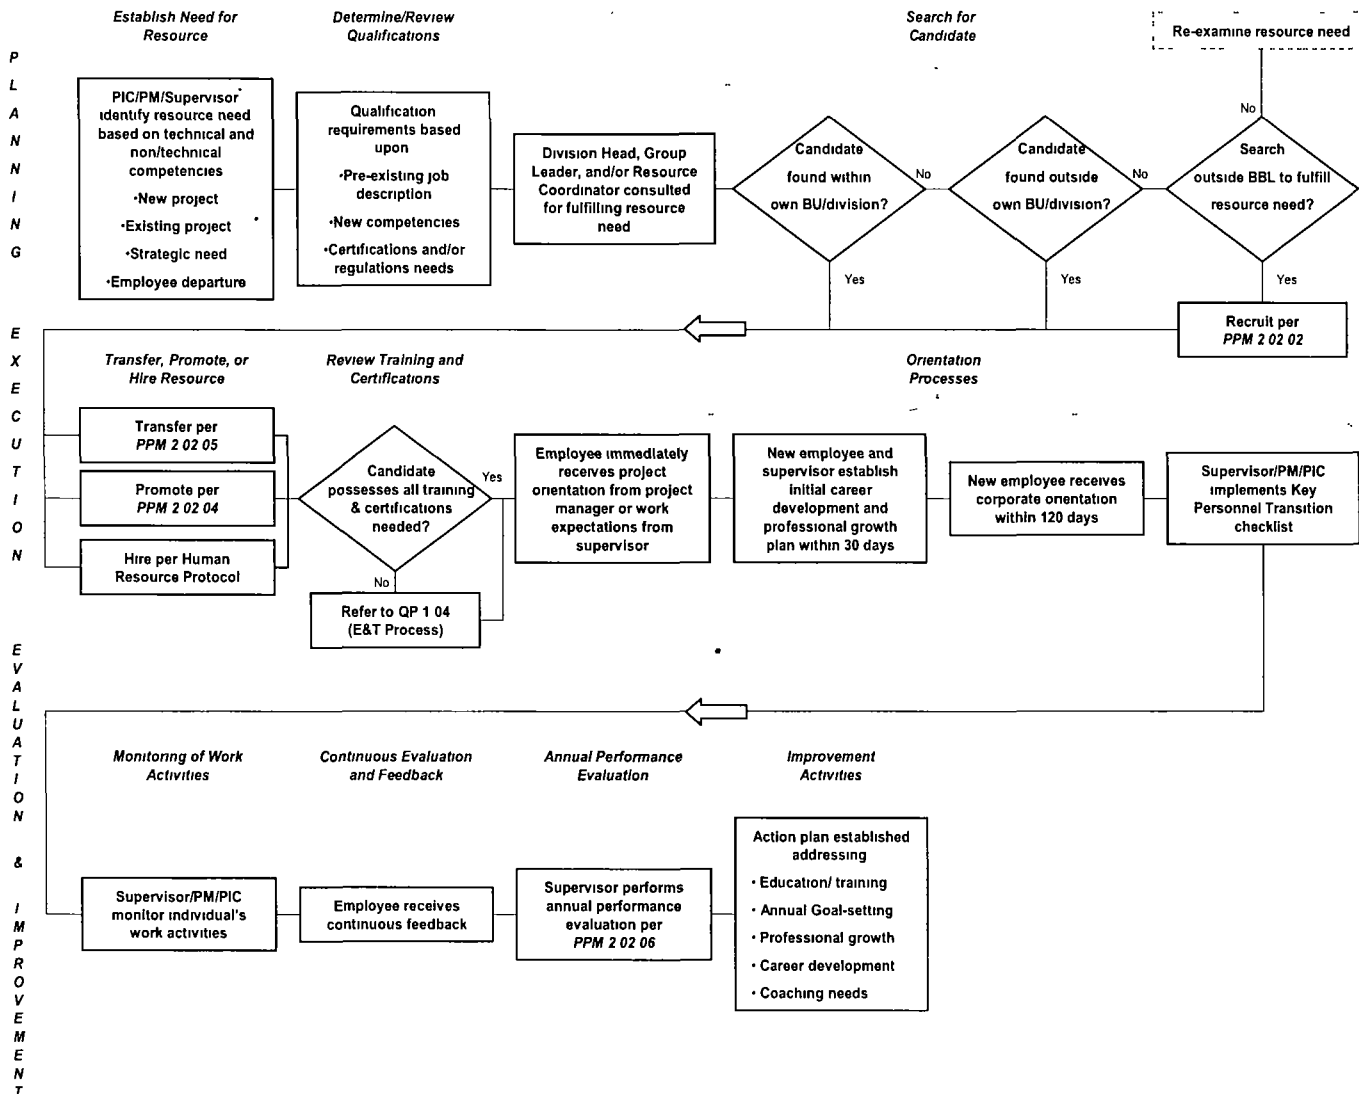 PLANNING
Establish Need for
Resource
Determine/Review
Qualifications
Search for
Candidate
Re-examine resource need
PIC/PM/Supervisor
identify resource need
based on technical and
non/technical
competencies
•New project
•Existing project
•Strategic need
•Employee departure
Qualification
requirements based
upon
•Pre-existing job
description
•New competencies
•Certifications and/or
regulations needs
Division Head, Group
Leader, and/or Resource
Coordinator consulted
for fulfilling resource
need
Candidate
found within
own BU/division?
No
Yes
Candidate
found outside
own BU/division?
No
Yes
No
Search
outside BBL to fulfill
resource need?
Yes
Recruit per
PPM 2 02 02
EXECUTION
Transfer, Promote, or
Hire Resource
Review Training and
Certifications
Orientation
Processes
Transfer per
PPM 2 02 05
Promote per
PPM 2 02 04
Hire per Human
Resource Protocol
Candidate
possesses all training
& certifications
needed?
Yes
No
Refer to QP 1 04
(E&T Process)
Employee immediately
receives project
orientation from project
manager or work
expectations from
supervisor
New employee and
supervisor establish
initial career
development and
professional growth
plan within 30 days
New employee receives
corporate orientation
within 120 days
Supervisor/PM/PIC
implements Key
Personnel Transition
checklist
EVALUATION & IMPROVEMENT
Monitoring of Work
Activities
Continuous Evaluation
and Feedback
Annual Performance
Evaluation
Improvement
Activities
Supervisor/PM/PIC
monitor individual's
work activities
Employee receives
continuous feedback
Supervisor performs
annual performance
evaluation per
PPM 2 02 06
Action plan established
addressing
• Education/ training
• Annual Goal-setting
• Professional growth
• Career development
• Coaching needs